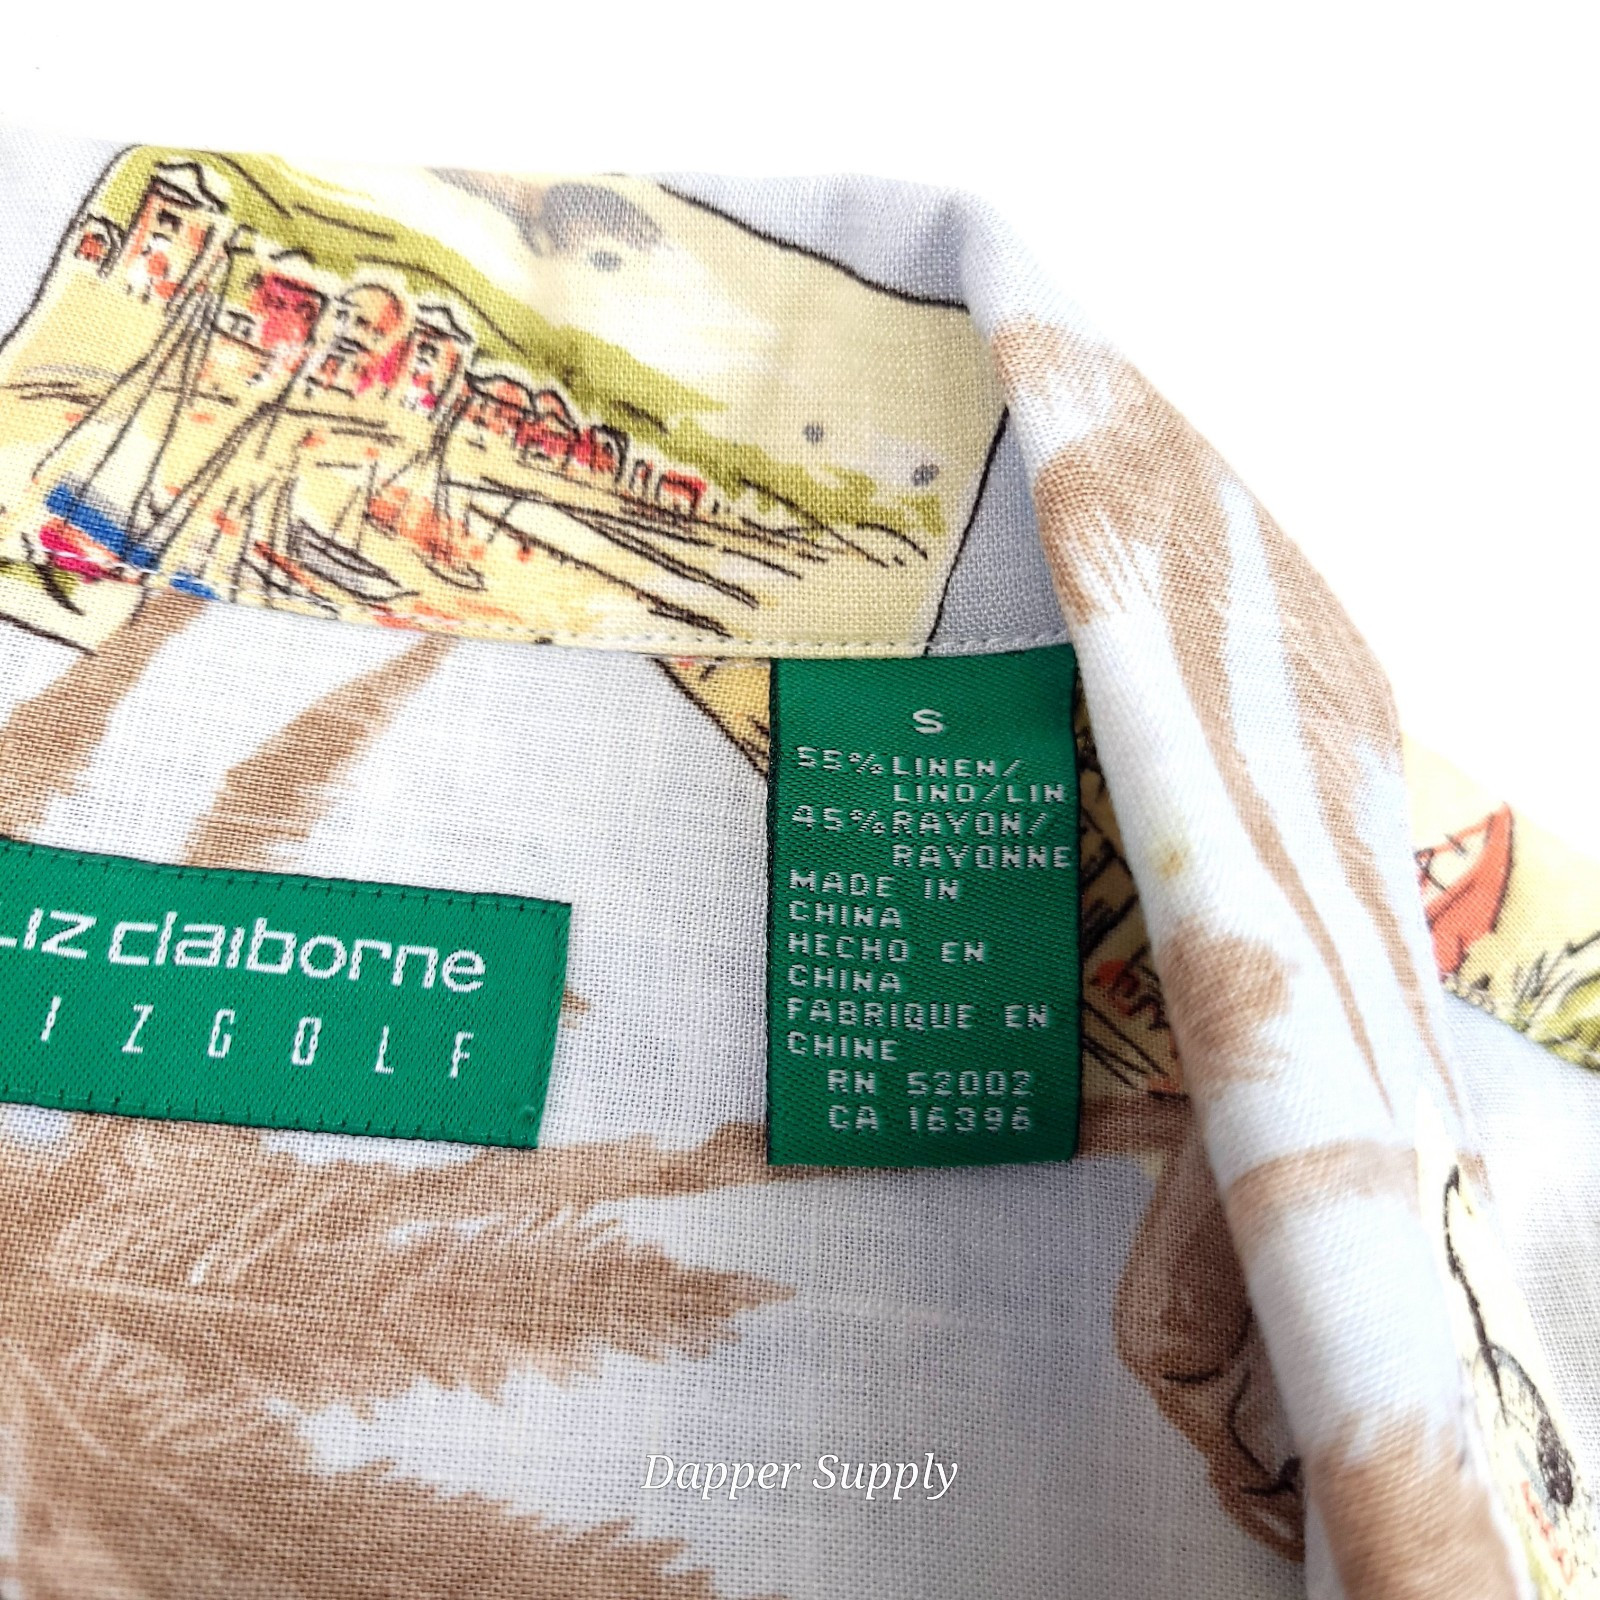 S
55% LINEN/
LINO/LIN
45% RAYON/
RAYONNE
MADE IN
CHINA
HECHO EN
CHINA
FABRIQUE EN
CHINE
RN 52002
CA 16396
LIZ claiborne
IZGOLF
Dapper Supply